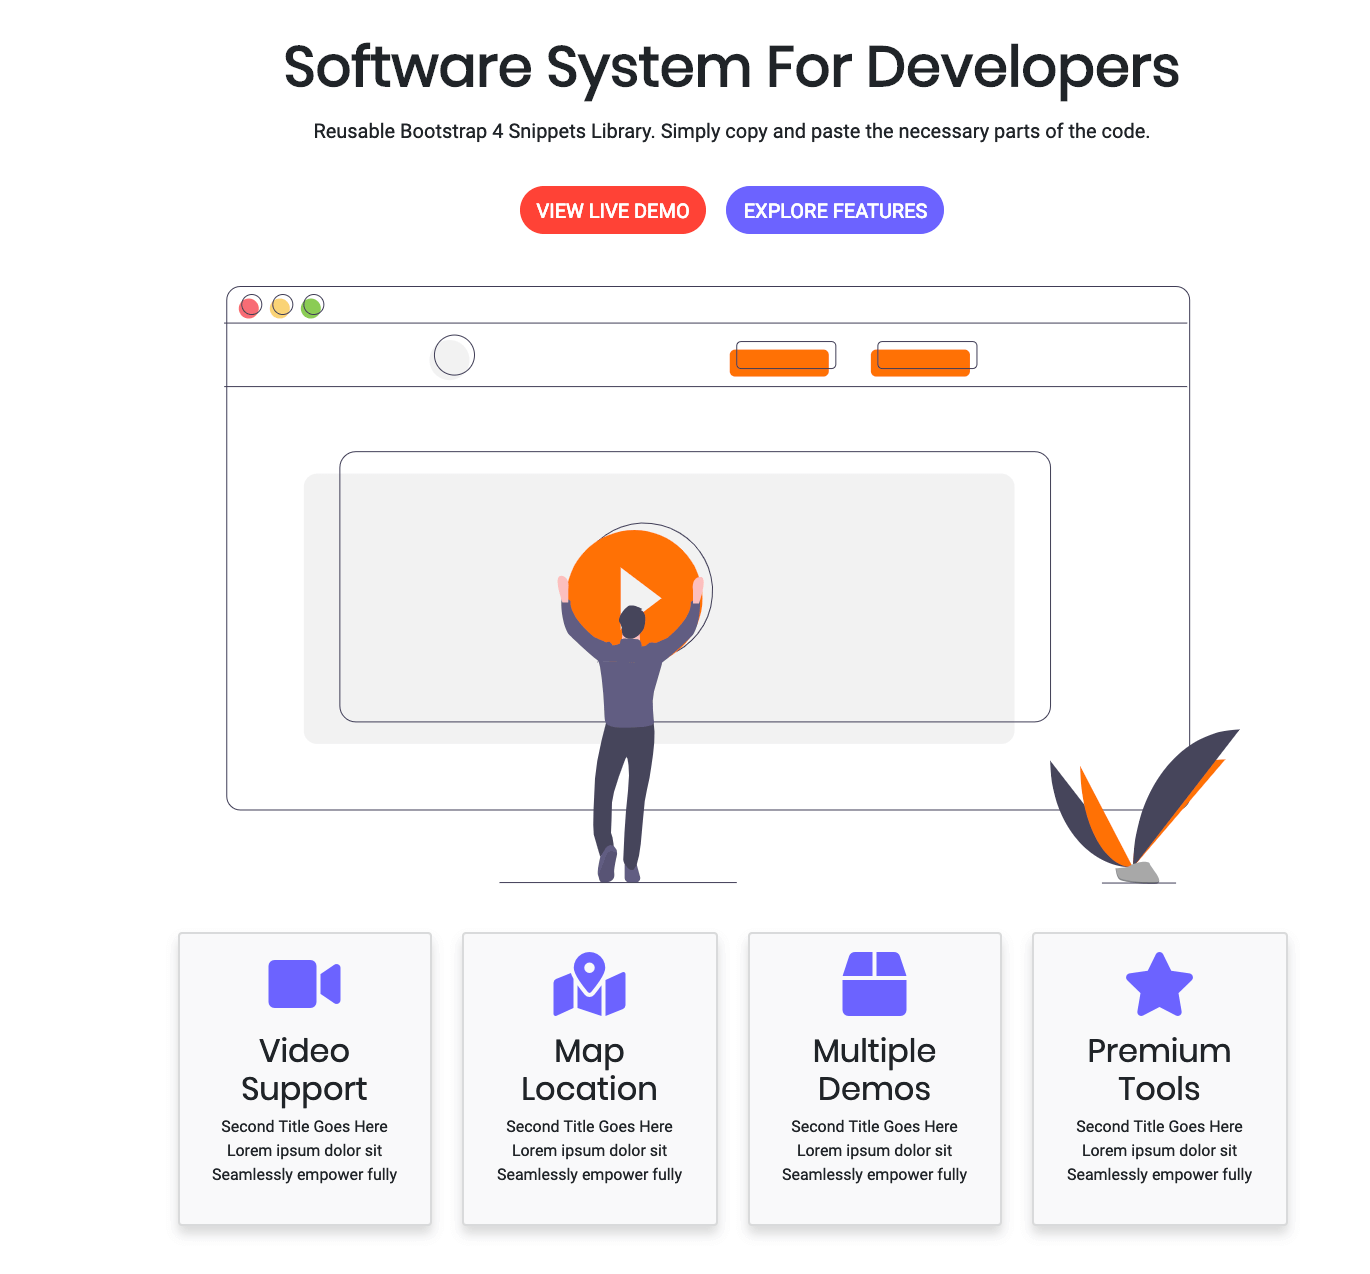 Software System For Developers
Reusable Bootstrap 4 Snippets Library. Simply copy and paste the necessary parts of the code.
VIEW LIVE DEMO
EXPLORE FEATURES
Video
Support
Second Title Goes Here
Lorem ipsum dolor sit
Seamlessly empower fully
Map
Location
Second Title Goes Here
Lorem ipsum dolor sit
Seamlessly empower fully
Multiple
Demos
Second Title Goes Here
Lorem ipsum dolor sit
Seamlessly empower fully
Premium
Tools
Second Title Goes Here
Lorem ipsum dolor sit
Seamlessly empower fully